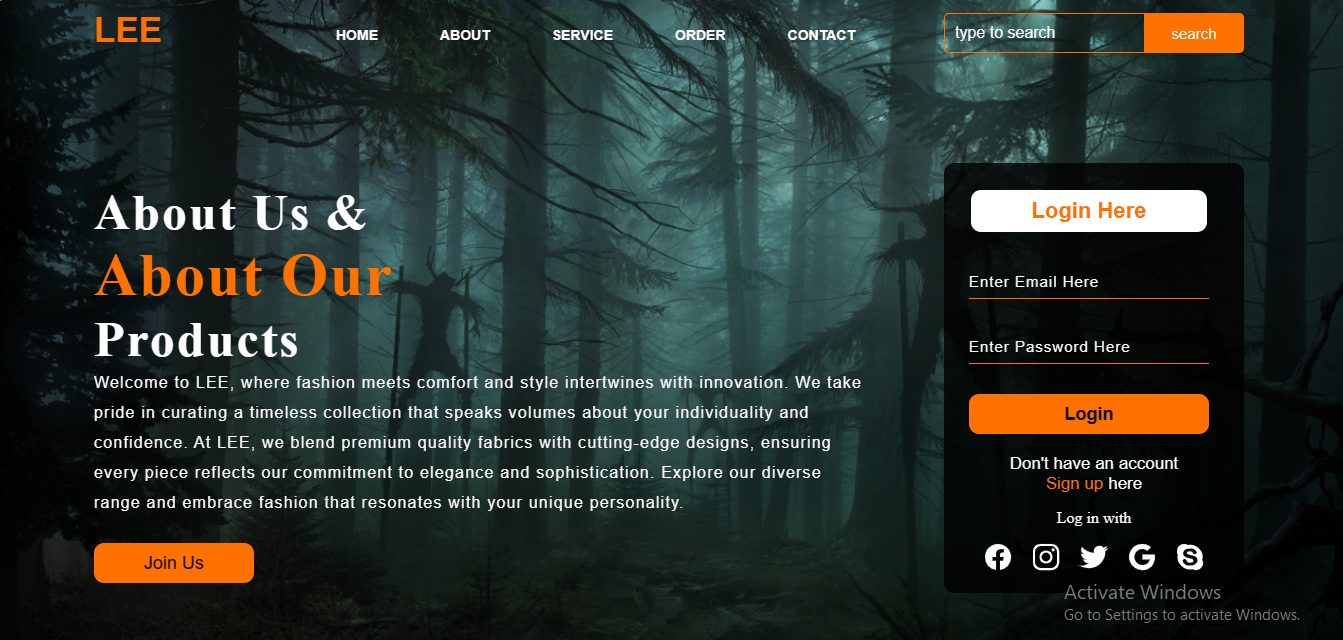 LEE
HOME ABOUT SERVICE ORDER CONTACT
type to search search
About Us &
About Our
Products
Welcome to LEE, where fashion meets comfort and style intertwines with innovation. We take
pride in curating a timeless collection that speaks volumes about your individuality and
confidence. At LEE, we blend premium quality fabrics with cutting-edge designs, ensuring
every piece reflects our commitment to elegance and sophistication. Explore our diverse
range and embrace fashion that resonates with your unique personality.
Join Us
Login Here
Enter Email Here
Enter Password Here
Login
Don't have an account
Sign up here
Log in with
Activate Windows
Go to Settings to activate Windows.